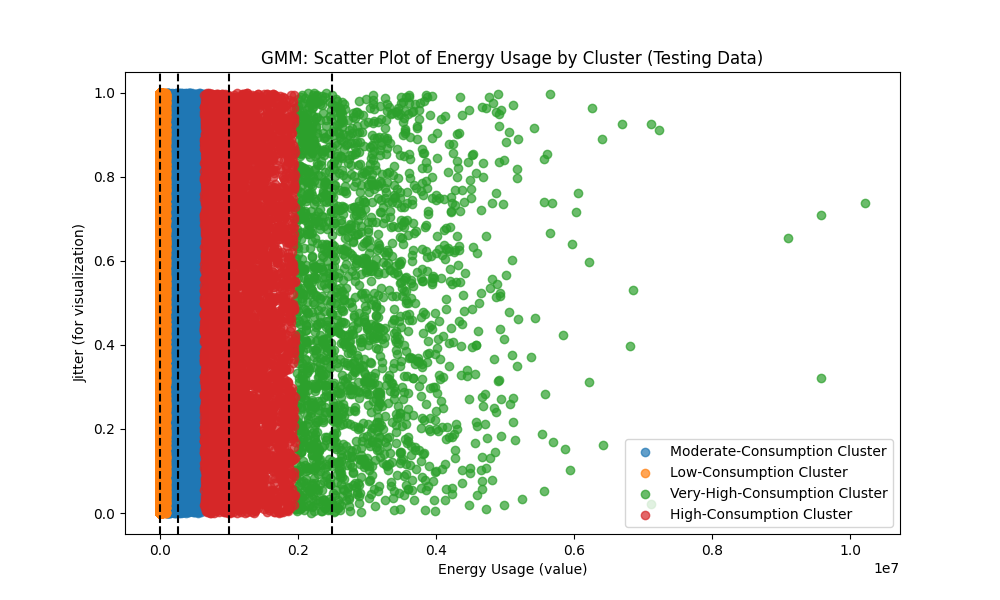 GMM: Scatter Plot of Energy Usage by Cluster (Testing Data)
Jitter (for visualization)
1.0
0.8
0.6
0.4
0.2
0.0
Moderate-Consumption Cluster
Low-Consumption Cluster
Very-High-Consumption Cluster
High-Consumption Cluster
0.0 0.2 0.4 0.6 0.8 1.0
1e7
Energy Usage (value)